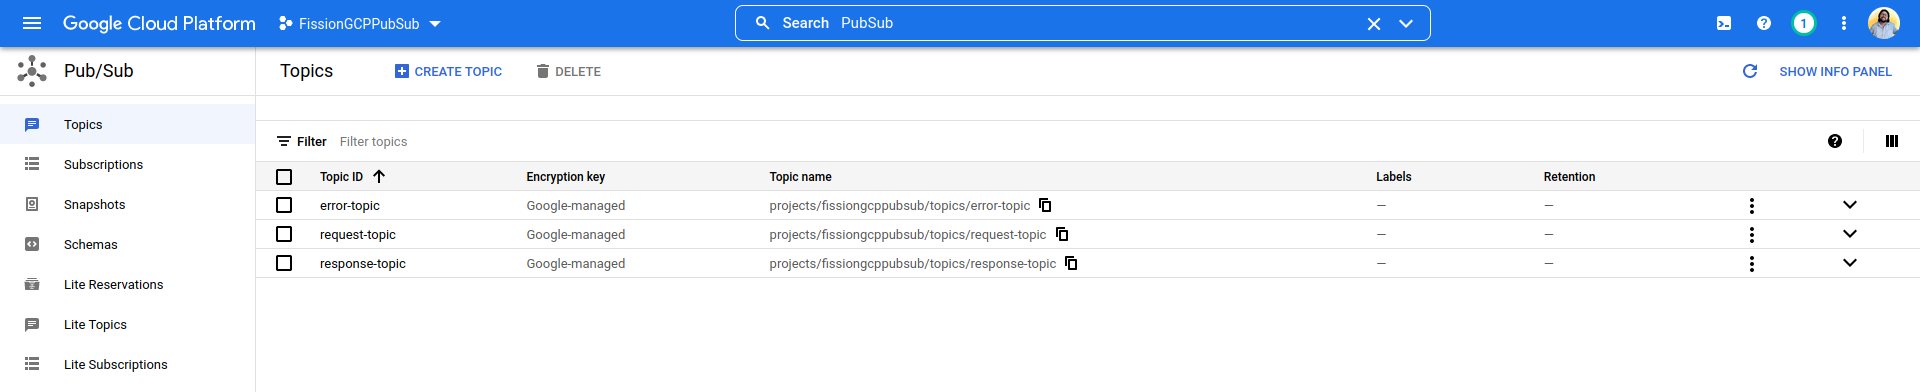 Google Cloud Platform FissionGCPPubSub Search PubSub 1
Pub/Sub Topics CREATE TOPIC DELETE SHOW INFO PANEL
Topics
Subscriptions
Snapshots
Schemas
Lite Reservations
Lite Topics
Lite Subscriptions
Filter Filter topics
Topic ID Encryption key Topic name Labels Retention
error-topic Google-managed projects/fissiongcppubsub/topics/error-topic — —
request-topic Google-managed projects/fissiongcppubsub/topics/request-topic — —
response-topic Google-managed projects/fissiongcppubsub/topics/response-topic — —